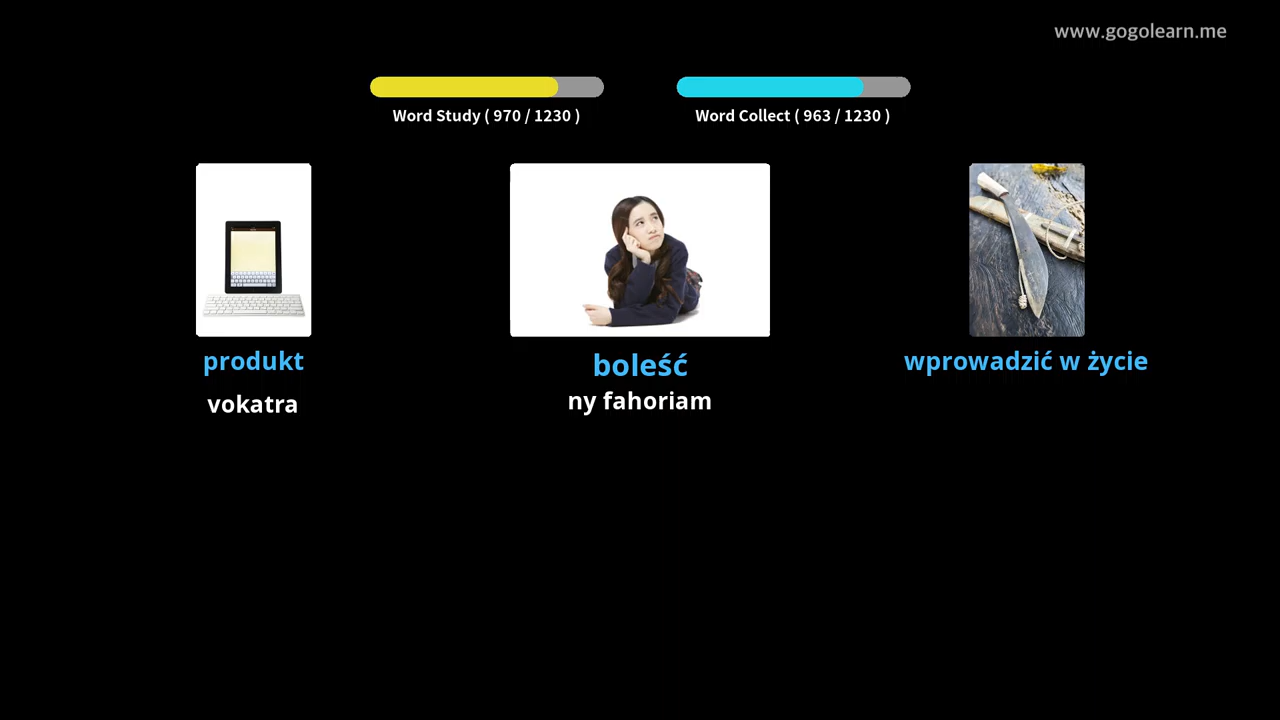 www.gogolearn.me
Word Study ( 970 / 1230 )
Word Collect ( 963 / 1230 )
produkt
vokatra
boleść
ny fahoriam
wprowadzić w życie